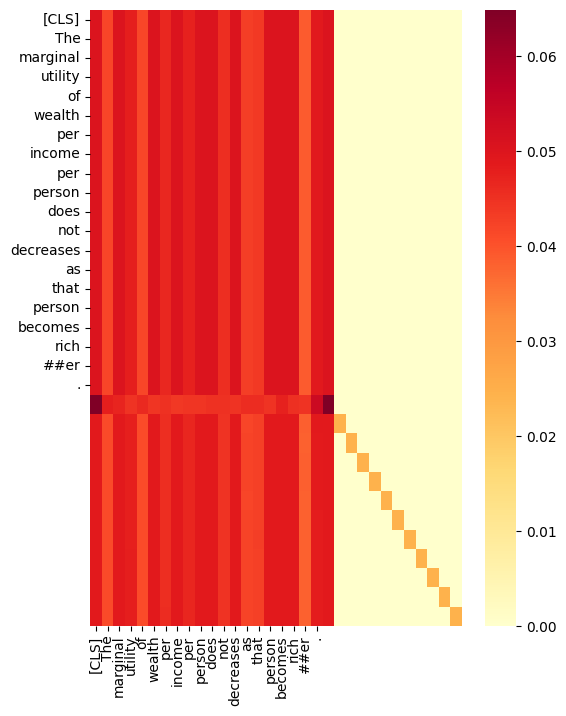 [CLS]
The
marginal
utility
of
wealth
per
income
per
person
does
not
decreases
as
that
person
becomes
rich
##er
.
0.06
0.05
0.04
0.03
0.02
0.01
0.00
[CLS]
The
marginal
utility
of
wealth
per
income
per
person
does
not
decreases
as
that
person
becomes
rich
##er
.